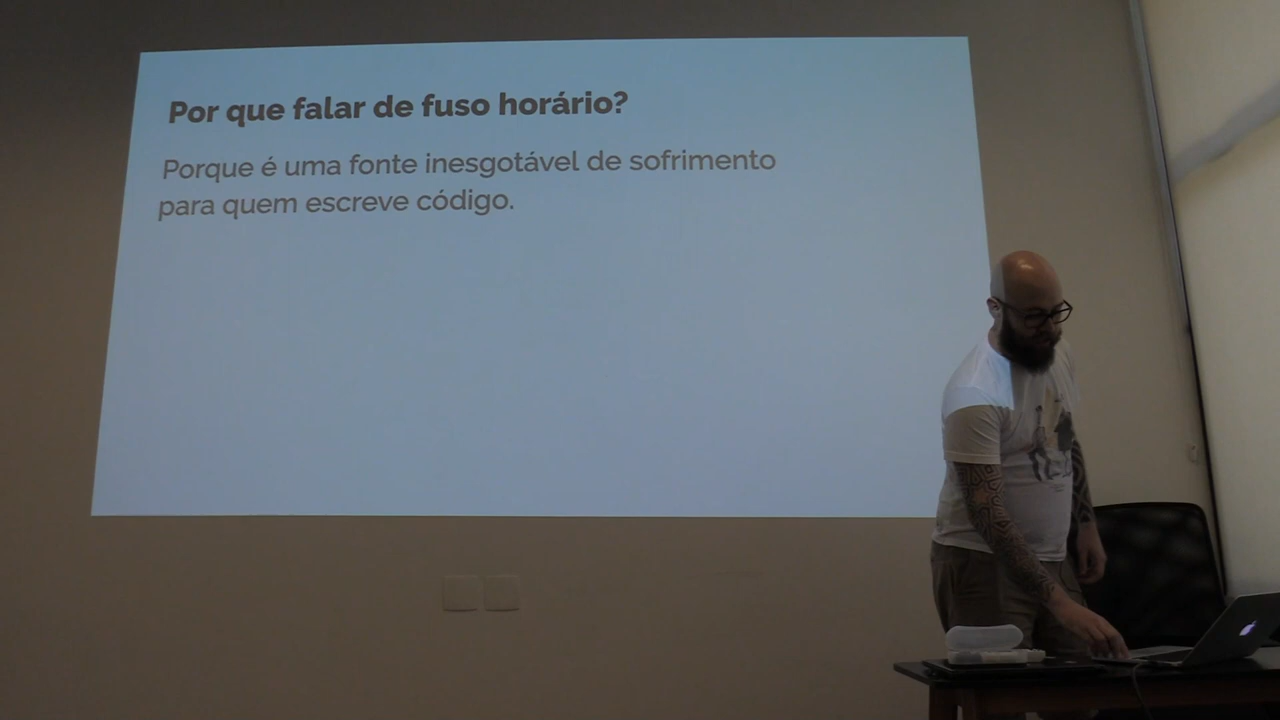 Por que falar de fuso horário?
Porque é uma fonte inesgotável de sofrimento
para quem escreve código.